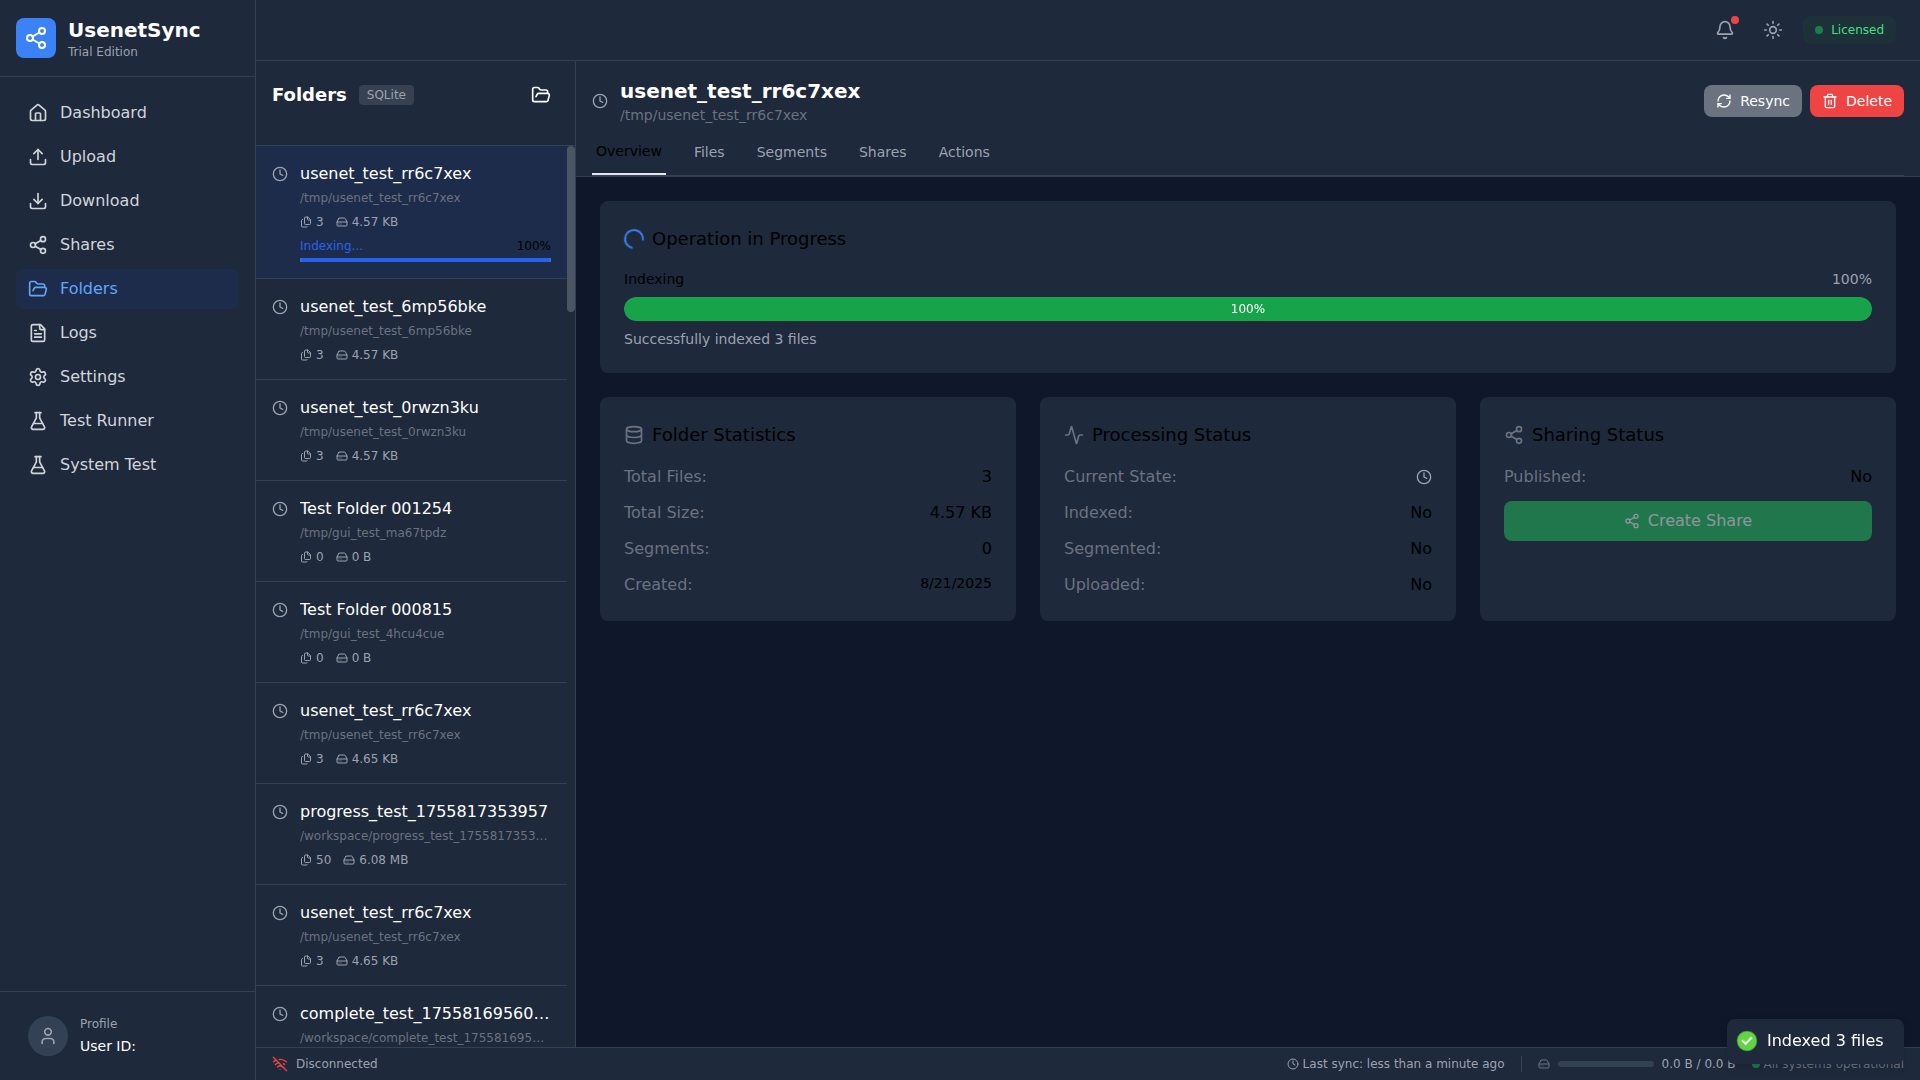 UsenetSync
Trial Edition
Dashboard
Upload
Download
Shares
Folders
Logs
Settings
Test Runner
System Test
Profile
User ID:
Licensed
Folders
SQLite
usenet_test_rr6c7xex
/tmp/usenet_test_rr6c7xex
3 4.57 KB
Indexing... 100%
usenet_test_6mp56bke
/tmp/usenet_test_6mp56bke
3 4.57 KB
usenet_test_0rwzn3ku
/tmp/usenet_test_0rwzn3ku
3 4.57 KB
Test Folder 001254
/tmp/gui_test_ma67tpdz
0 0 B
Test Folder 000815
/tmp/gui_test_4hcu4cue
0 0 B
usenet_test_rr6c7xex
/tmp/usenet_test_rr6c7xex
3 4.65 KB
progress_test_1755817353957
/workspace/progress_test_1755817353...
50 6.08 MB
usenet_test_rr6c7xex
/tmp/usenet_test_rr6c7xex
3 4.65 KB
complete_test_17558169560...
/workspace/complete_test_175581695...
usenet_test_rr6c7xex
/tmp/usenet_test_rr6c7xex
Resync
Delete
Overview Files Segments Shares Actions
Operation in Progress
Indexing 100%
100%
Successfully indexed 3 files
Folder Statistics
Total Files: 3
Total Size: 4.57 KB
Segments: 0
Created: 8/21/2025
Processing Status
Current State:
Indexed: No
Segmented: No
Uploaded: No
Sharing Status
Published: No
Create Share
Indexed 3 files
Disconnected
Last sync: less than a minute ago
0.0 B / 0.0 B
All systems operational